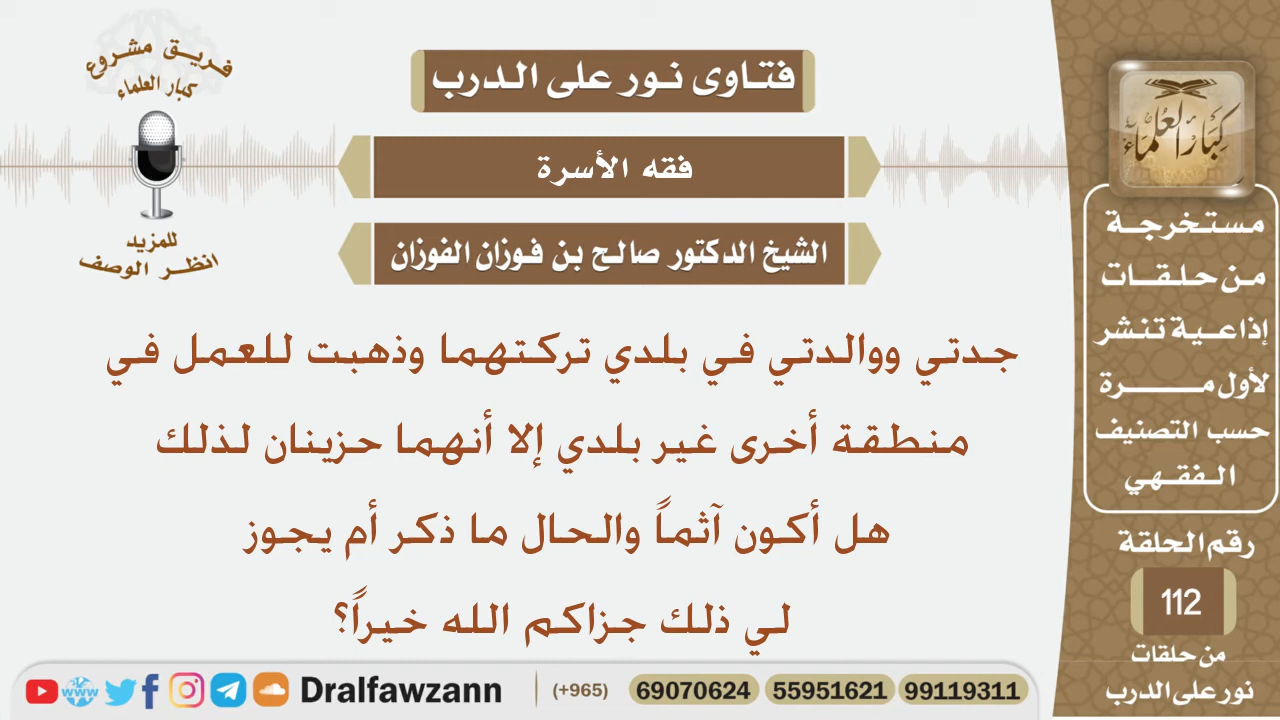 فريق مشروع
كبار العلماء
للمزيد
انظر الوصف
فتاوى نور على الدرب
فقه الأسرة
الشيخ الدكتور صالح بن فوزان الفوزان
جدتي ووالدتي في بلدي تركتهما وذهبت للعمل في
منطقة أخرى غير بلدي إلا أنهما حزينان لذلك
هل أكون آثماً والحال ما ذكر أم يجوز
لي ذلك جزاكم الله خيراً؟
كبار العلماء
مستخرجة
من حلقات
إذاعية تنشر
لأول مرة
حسب التصنيف
الفقهي
رقم الحلقة
112
من حلقات
نور على الدرب
Dralfawzann (+965) 69070624 55951621 99119311